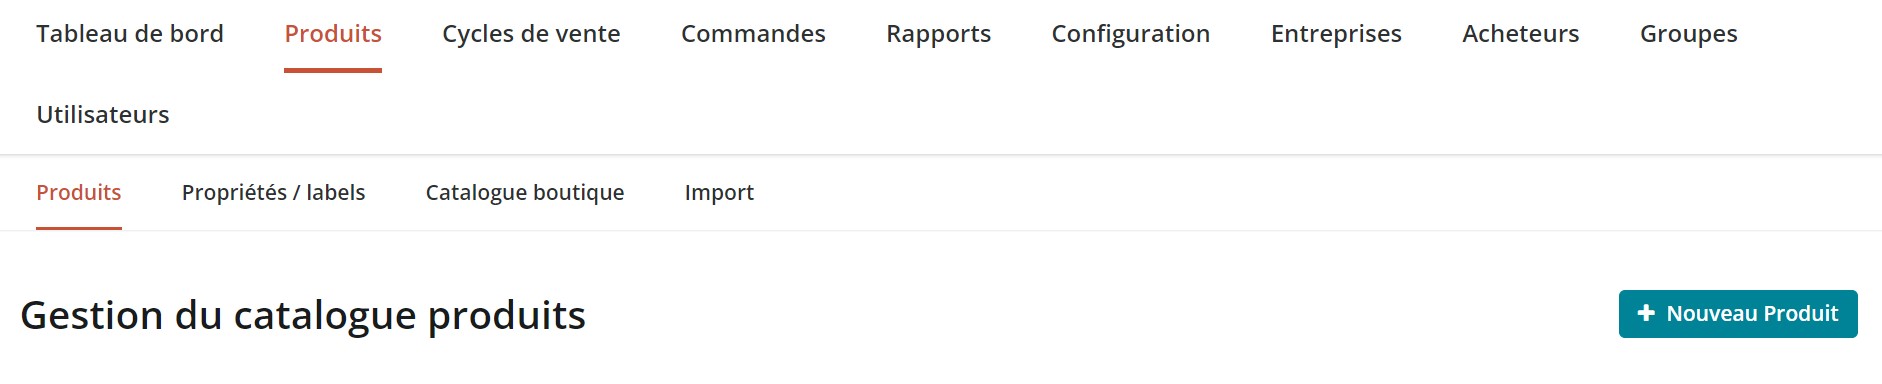 Tableau de bord Produits Cycles de vente Commandes Rapports Configuration Entreprises Acheteurs Groupes
Utilisateurs
Produits Propriétés / labels Catalogue boutique Import
Gestion du catalogue produits
Nouveau Produit